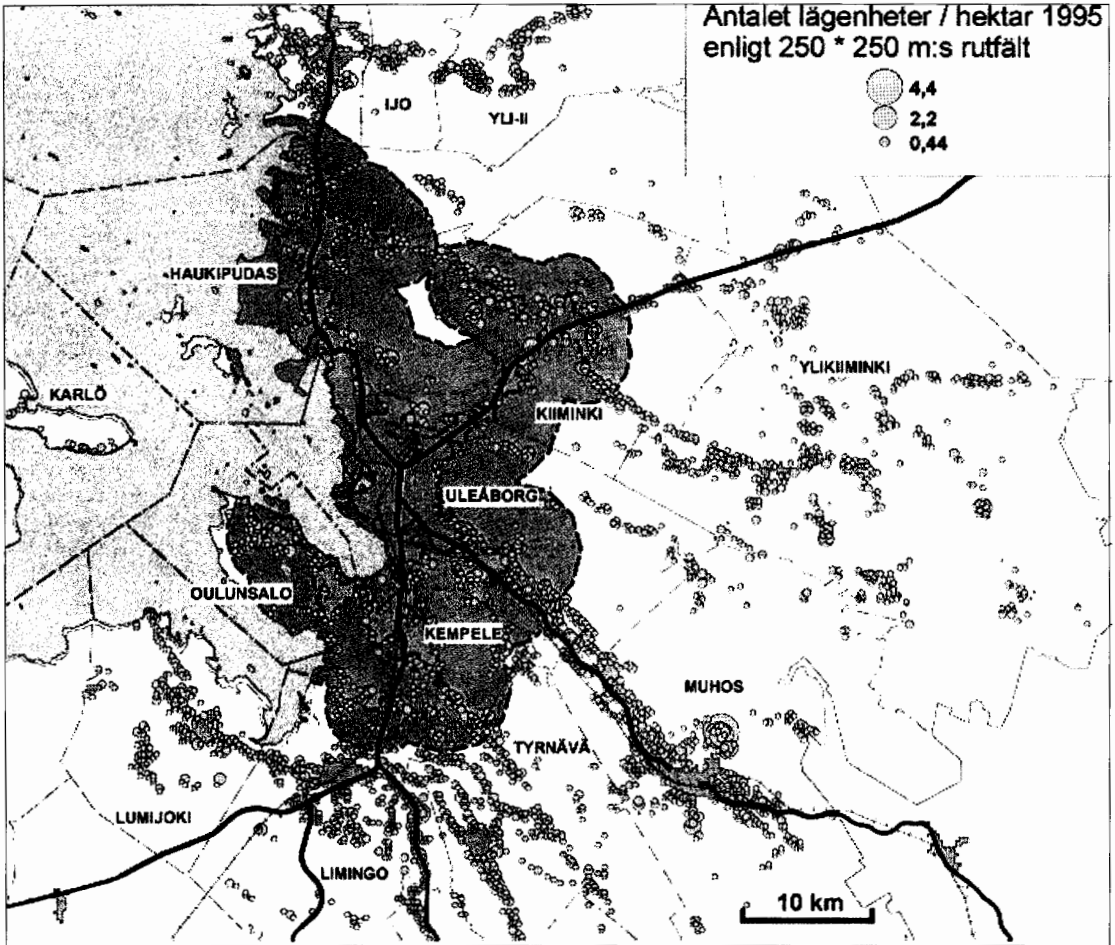 Antalet lägenheter / hektar 1995
enligt 250 * 250 m:s rutfält
4,4
2,2
0,44
IJO
YLI-II
HAUKIPUDAS
KARLÖ
YLIKIIMINKI
KIIMINKI
ULEÅBORG
OULUNSALO
KEMPELE
MUHOS
TYRNÄVÄ
LUMIJOKI
LIMINGO
10 km